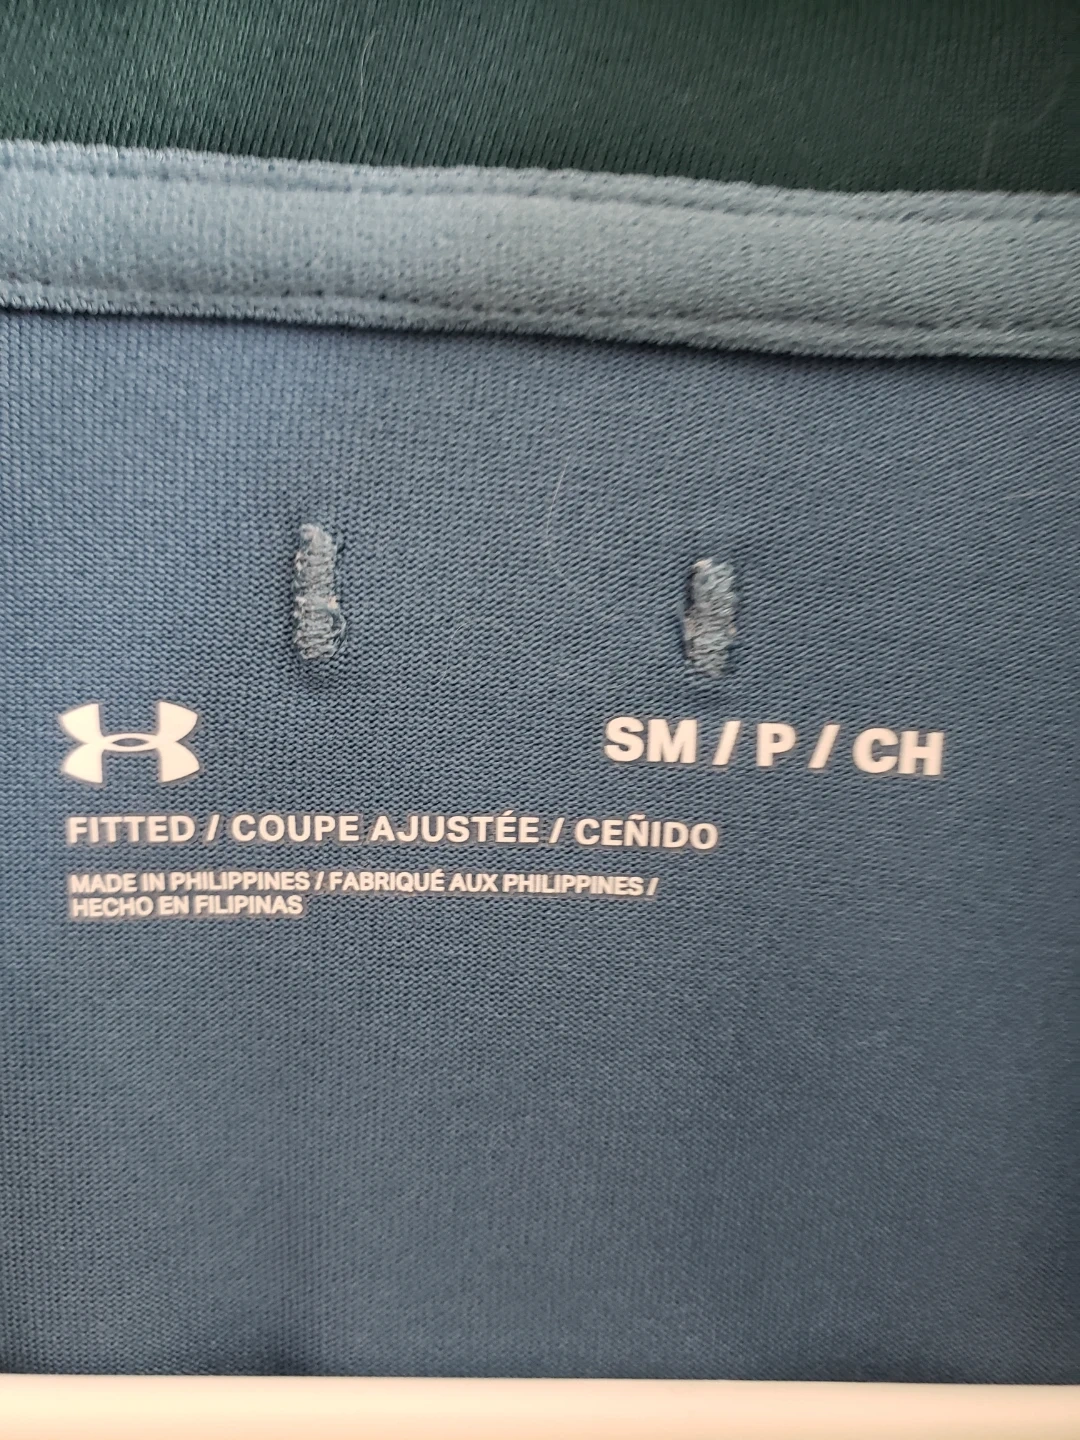 SM / P / CH
FITTED / COUPE AJUSTÉE / CEÑIDO
MADE IN PHILIPPINES / FABRIQUÉ AUX PHILIPPINES /
HECHO EN FILIPINAS